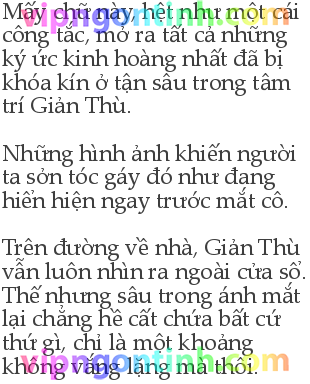 Mấy chữ này, hệt như một cái
vipngontinh.com
công tắc, mở ra tất cả những
ký ức kinh hoàng nhất đã bị
khóa kín ở tận sâu trong tâm
trí Giản Thù.
Những hình ảnh khiến người
ta sởn tóc gáy đó như đang
hiển hiện ngay trước mắt cô.
Trên đường về nhà, Giản Thù
vẫn luôn nhìn ra ngoài cửa sổ.
Thế nhưng sâu trong ánh mắt
lại chẳng hề cất chứa bất cứ
thứ gì, chỉ là một khoảng
không vắng lặng mà thôi.
vipngontinh.com